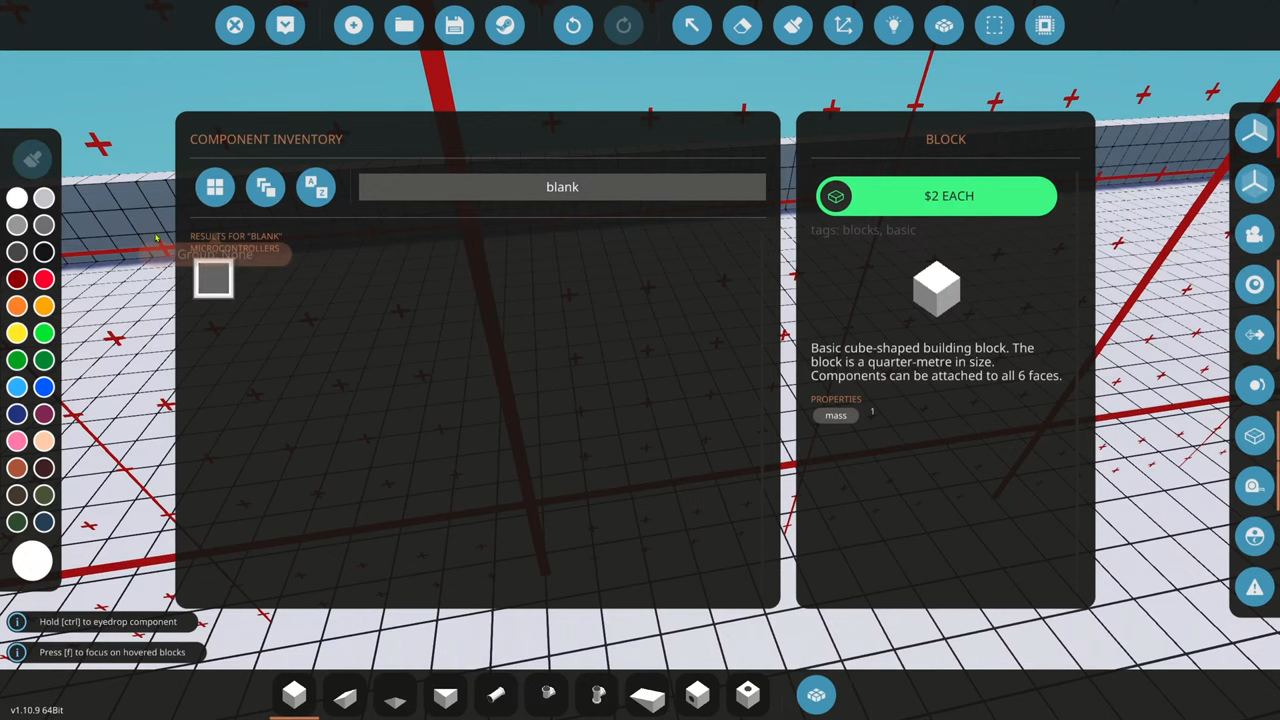 COMPONENT INVENTORY
blank
RESULTS FOR "BLANK"
MICROCONTROLLERS
Group: None
BLOCK
$2 EACH
tags: blocks, basic
Basic cube-shaped building block. The
block is a quarter-metre in size.
Components can be attached to all 6 faces.
PROPERTIES
mass 1
Hold [ctrl] to eyedrop component
Press [f] to focus on hovered blocks
v1.10.9 64Bit